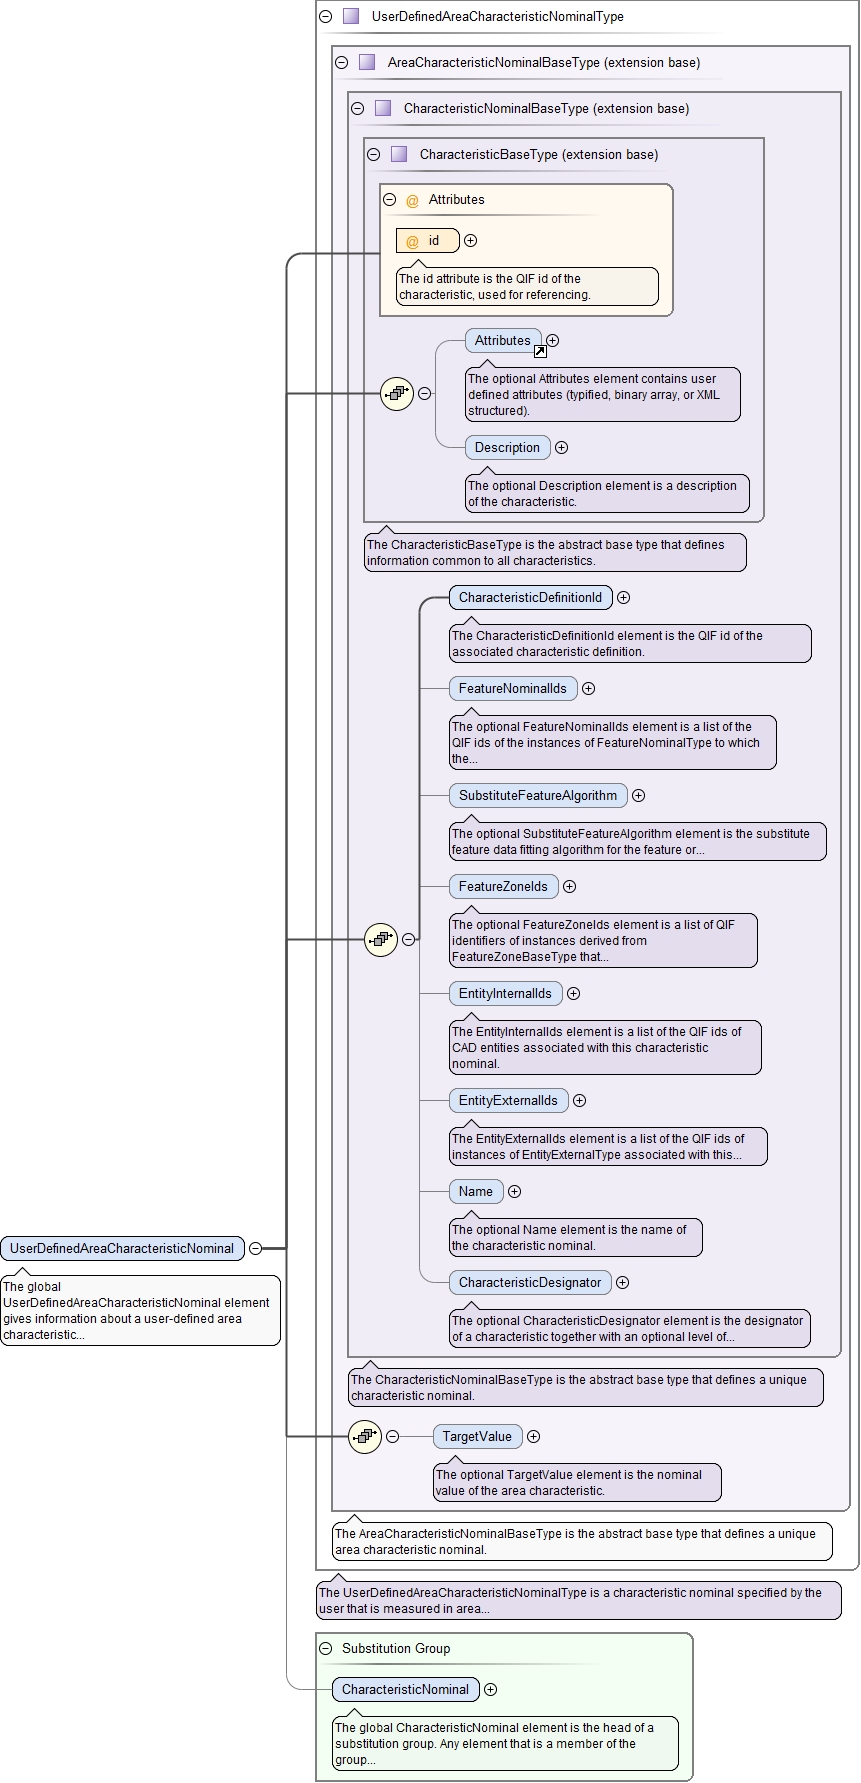 UserDefinedAreaCharacteristicNominalType
AreaCharacteristicNominalBaseType (extension base)
CharacteristicNominalBaseType (extension base)
CharacteristicBaseType (extension base)
@ Attributes
@ id
The id attribute is the QIF id of the
characteristic, used for referencing.
Attributes
The optional Attributes element contains user
defined attributes (typified, binary array, or XML
structured).
Description
The optional Description element is a description
of the characteristic.
The CharacteristicBaseType is the abstract base type that defines
information common to all characteristics.
CharacteristicDefinitionId
The CharacteristicDefinitionId element is the QIF id of the
associated characteristic definition.
FeatureNominalIds
The optional FeatureNominalIds element is a list of the
QIF ids of the instances of FeatureNominalType to which
the...
SubstituteFeatureAlgorithm
The optional SubstituteFeatureAlgorithm element is the substitute
feature data fitting algorithm for the feature or...
FeatureZoneIds
The optional FeatureZoneIds element is a list of QIF
identifiers of instances derived from
FeatureZoneBaseType that...
EntityInternalIds
The EntityInternalIds element is a list of the QIF ids of
CAD entities associated with this characteristic
nominal.
EntityExternalIds
The EntityExternalIds element is a list of the QIF ids of
instances of EntityExternalType associated with this...
Name
The optional Name element is the name of
the characteristic nominal.
UserDefinedAreaCharacteristicNominal
The global
UserDefinedAreaCharacteristicNominal element
gives information about a user-defined area
characteristic...
CharacteristicDesignator
The optional CharacteristicDesignator element is the designator
of a characteristic together with an optional level of...
The CharacteristicNominalBaseType is the abstract base type that defines a unique
characteristic nominal.
TargetValue
The optional TargetValue element is the nominal
value of the area characteristic.
The AreaCharacteristicNominalBaseType is the abstract base type that defines a unique
area characteristic nominal.
The UserDefinedAreaCharacteristicNominalType is a characteristic nominal specified by the
user that is measured in area...
Substitution Group
CharacteristicNominal
The global CharacteristicNominal element is the head of a
substitution group. Any element that is a member of the
group...